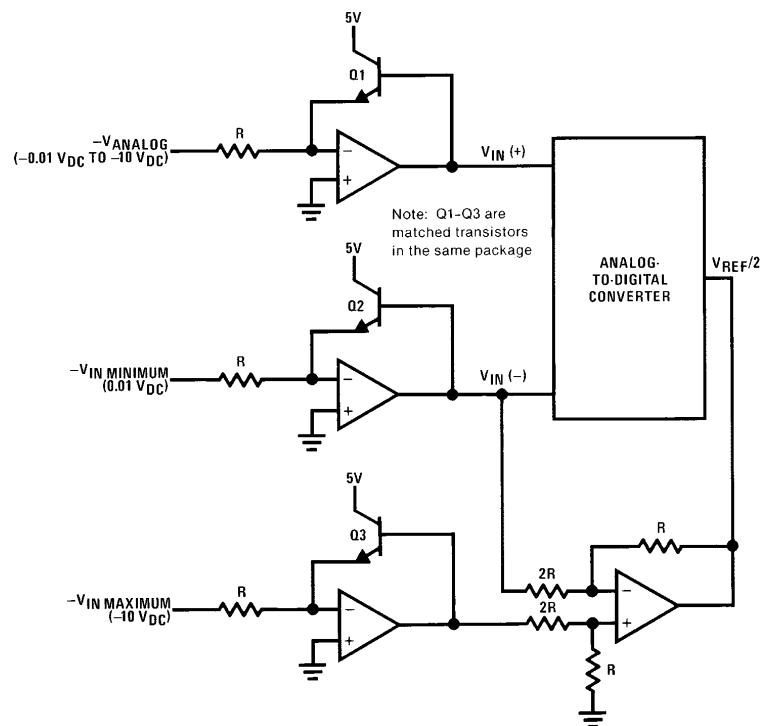 5V
Q1
R
-VANALOG
(-0.01 VDC TO -10 VDC)
-
+
VIN (+)
Note: Q1-Q3 are
matched transistors
in the same package
ANALOG-
TO-DIGITAL
CONVERTER
VREF/2
5V
Q2
R
-VIN MINIMUM
(0.01 VDC)
-
+
VIN (-)
5V
Q3
R
-VIN MAXIMUM
(-10 VDC)
-
+
R
2R
-
2R
+
R